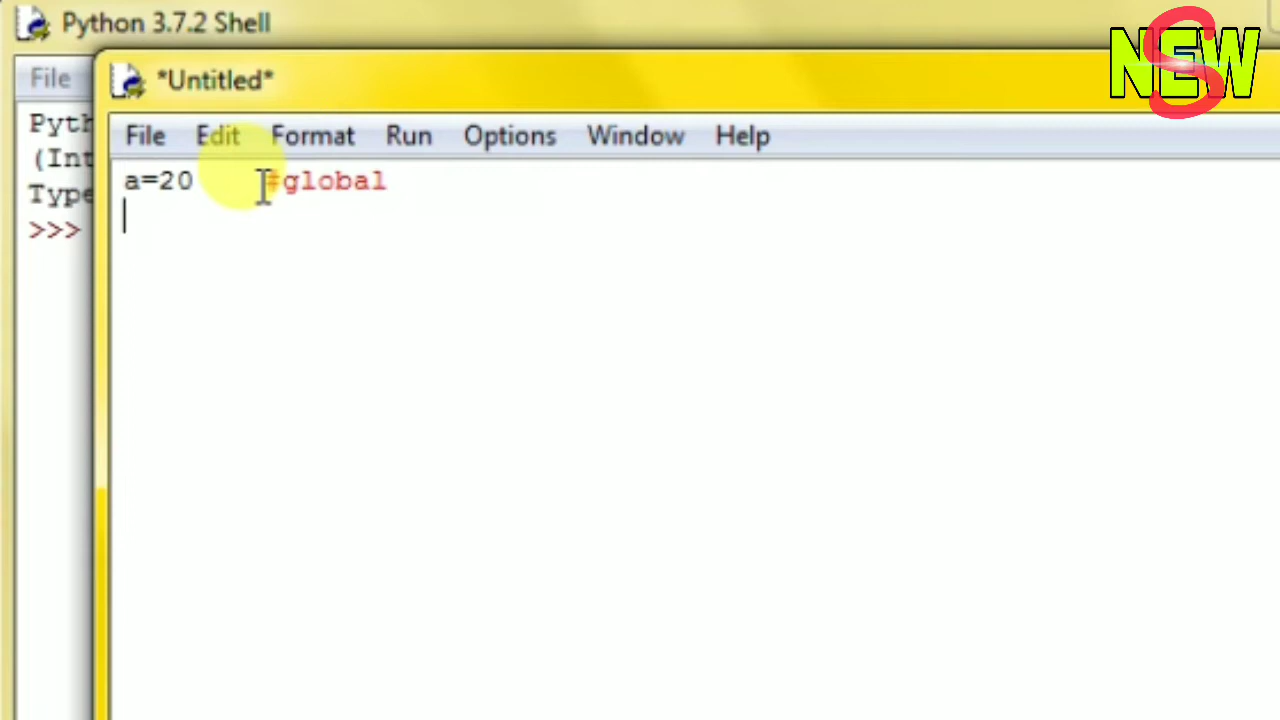 Python 3.7.2 Shell
NEWS
File
*Untitled*
File Edit Format Run Options Window Help
Pyth
(Int
Type
>>>
a=20 #global